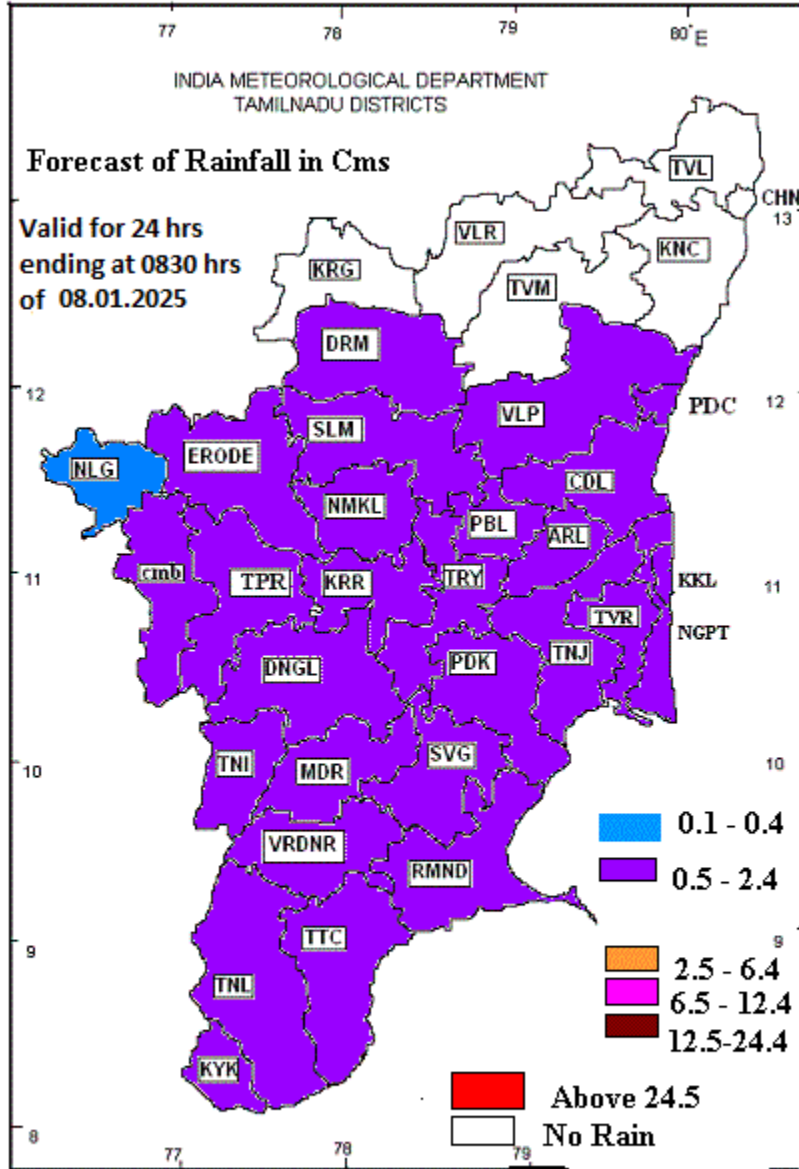 77 78 79 80° E
INDIA METEOROLOGICAL DEPARTMENT
TAMILNADU DISTRICTS
Forecast of Rainfall in Cms
TVL
CHN
13
Valid for 24 hrs
ending at 0830 hrs
of 08.01.2025
VLR
KNC
KRG
TVM
DRM
12
12
PDC
VLP
SLM
ERODE
NLG
CDL
NMKL
PBL
ARL
11
cmb
TPR
KRR
TRY
KKL
11
TVR
NGPT
DNGL
PDK
TNJ
10
TNI
MDR
SVG
10
0.1 - 0.4
VRDNR
RMND
0.5 - 2.4
9
TTC
9
2.5 - 6.4
TNL
6.5 - 12.4
12.5-24.4
KYK
Above 24.5
8
No Rain
77 78 79